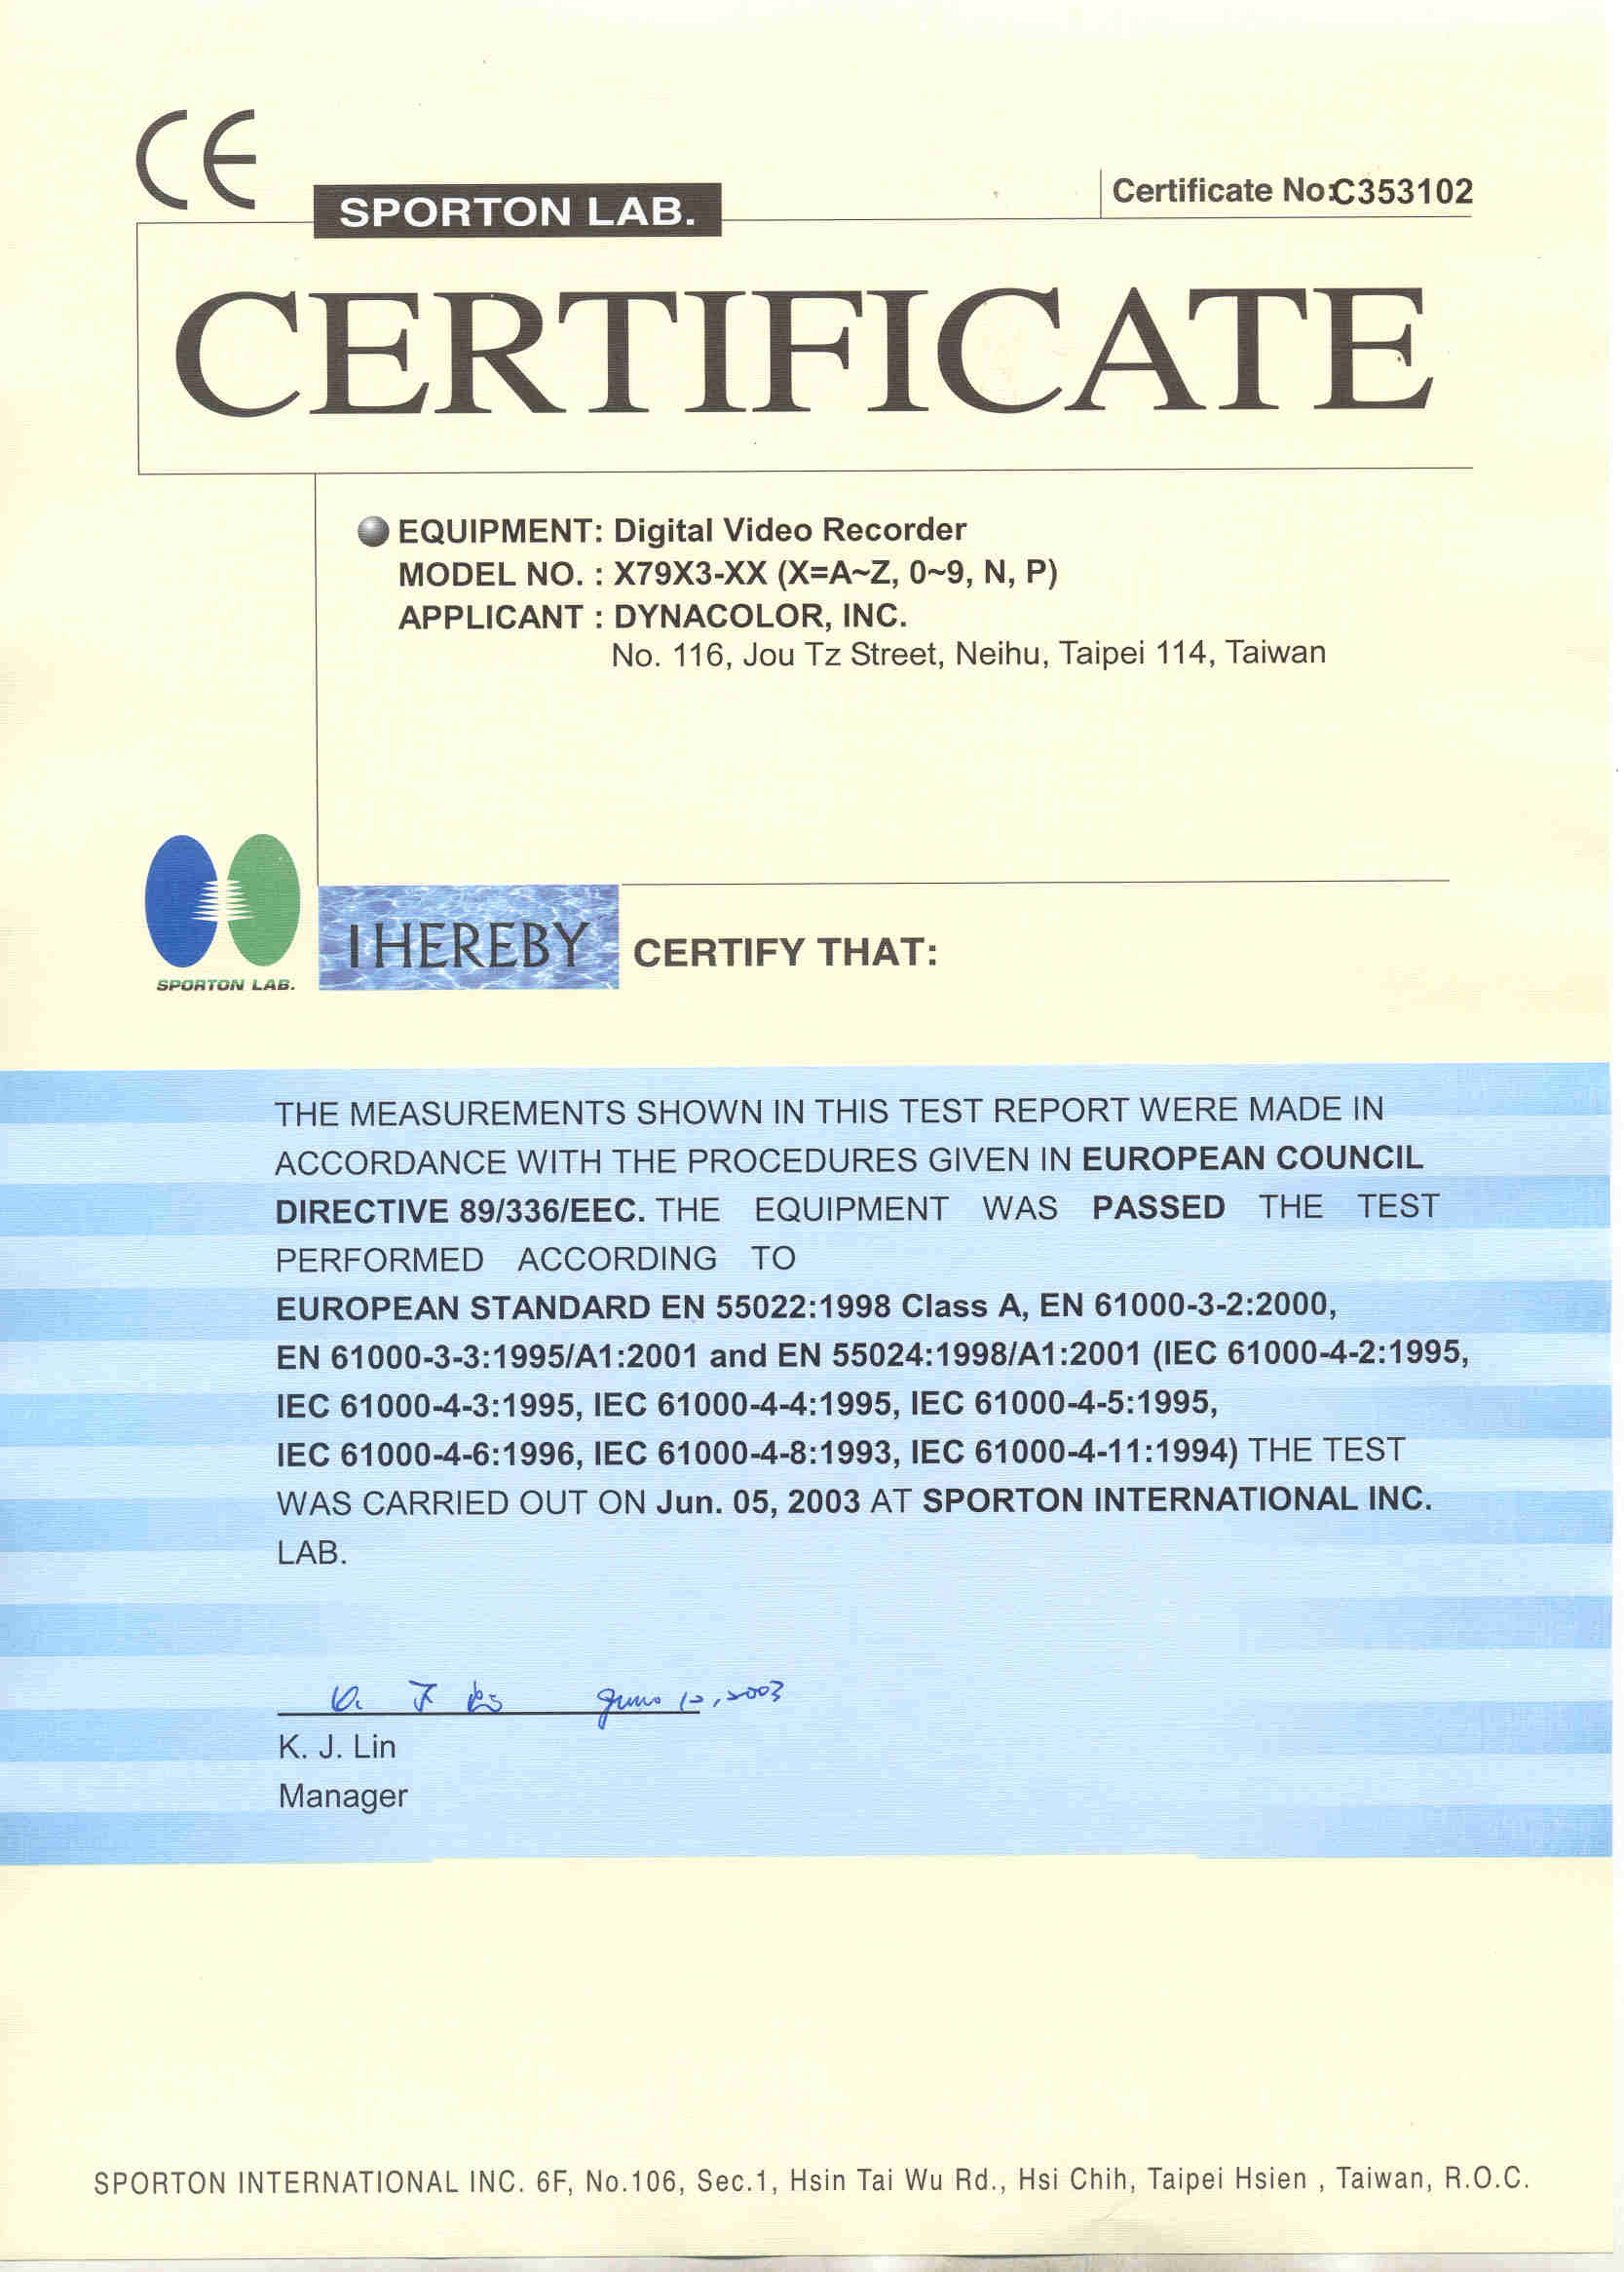 CE
SPORTON LAB.
Certificate No:C353102
CERTIFICATE
EQUIPMENT: Digital Video Recorder
MODEL NO. : X79X3-XX (X=A~Z, 0~9, N, P)
APPLICANT : DYNACOLOR, INC.
No. 116, Jou Tz Street, Neihu, Taipei 114, Taiwan
SPORTON LAB.
I HEREBY CERTIFY THAT:
THE MEASUREMENTS SHOWN IN THIS TEST REPORT WERE MADE IN
ACCORDANCE WITH THE PROCEDURES GIVEN IN EUROPEAN COUNCIL
DIRECTIVE 89/336/EEC. THE EQUIPMENT WAS PASSED THE TEST
PERFORMED ACCORDING TO
EUROPEAN STANDARD EN 55022:1998 Class A, EN 61000-3-2:2000,
EN 61000-3-3:1995/A1:2001 and EN 55024:1998/A1:2001 (IEC 61000-4-2:1995,
IEC 61000-4-3:1995, IEC 61000-4-4:1995, IEC 61000-4-5:1995,
IEC 61000-4-6:1996, IEC 61000-4-8:1993, IEC 61000-4-11:1994) THE TEST
WAS CARRIED OUT ON Jun. 05, 2003 AT SPORTON INTERNATIONAL INC.
LAB.
2003
K. J. Lin
Manager
SPORTON INTERNATIONAL INC. 6F, No.106, Sec.1, Hsin Tai Wu Rd., Hsi Chih, Taipei Hsien , Taiwan, R.O.C.